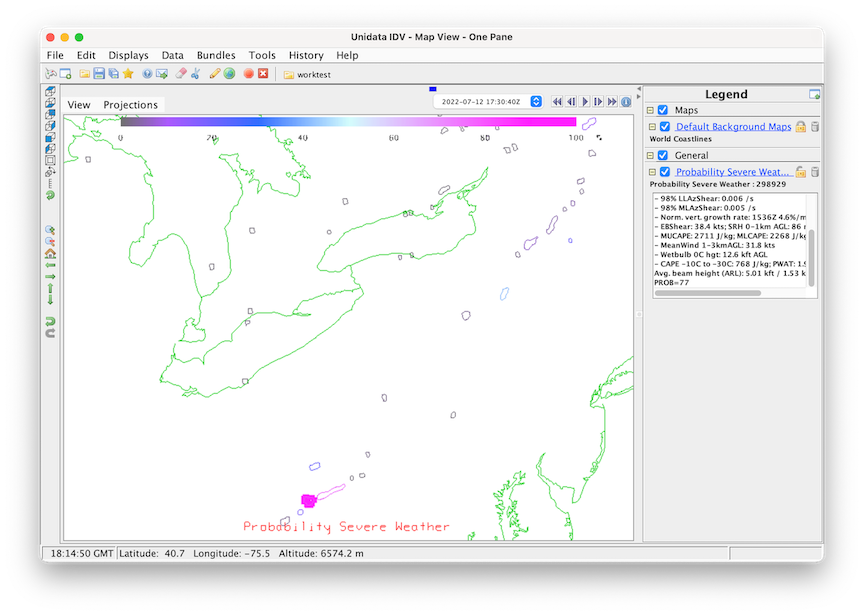 Unidata IDV - Map View - One Pane
File Edit Displays Data Bundles Tools History Help
worktest
View Projections
2022-07-12 17:30:40Z
0 20 40 60 80 100
Probability Severe Weather
Legend
Maps
Default Background Maps
World Coastlines
General
Probability Severe Weat...
Probability Severe Weather : 298929
- 98% LLAzShear: 0.006 /s
- 98% MLAzShear: 0.005 /s
- Norm. vert. growth rate: 1536Z 4.6%/m
- EBShear: 38.4 kts; SRH 0-1km AGL: 86
- MUCAPE: 2711 J/kg; MLCAPE: 2268 J/kg
- MeanWind 1-3kmAGL: 31.8 kts
- Wetbulb 0C hgt: 12.6 kft AGL
- CAPE -10C to -30C: 768 J/kg; PWAT: 1.
Avg. beam height (ARL): 5.01 kft / 1.53 k
PROB=77
18:14:50 GMT Latitude: 40.7 Longitude: -75.5 Altitude: 6574.2 m